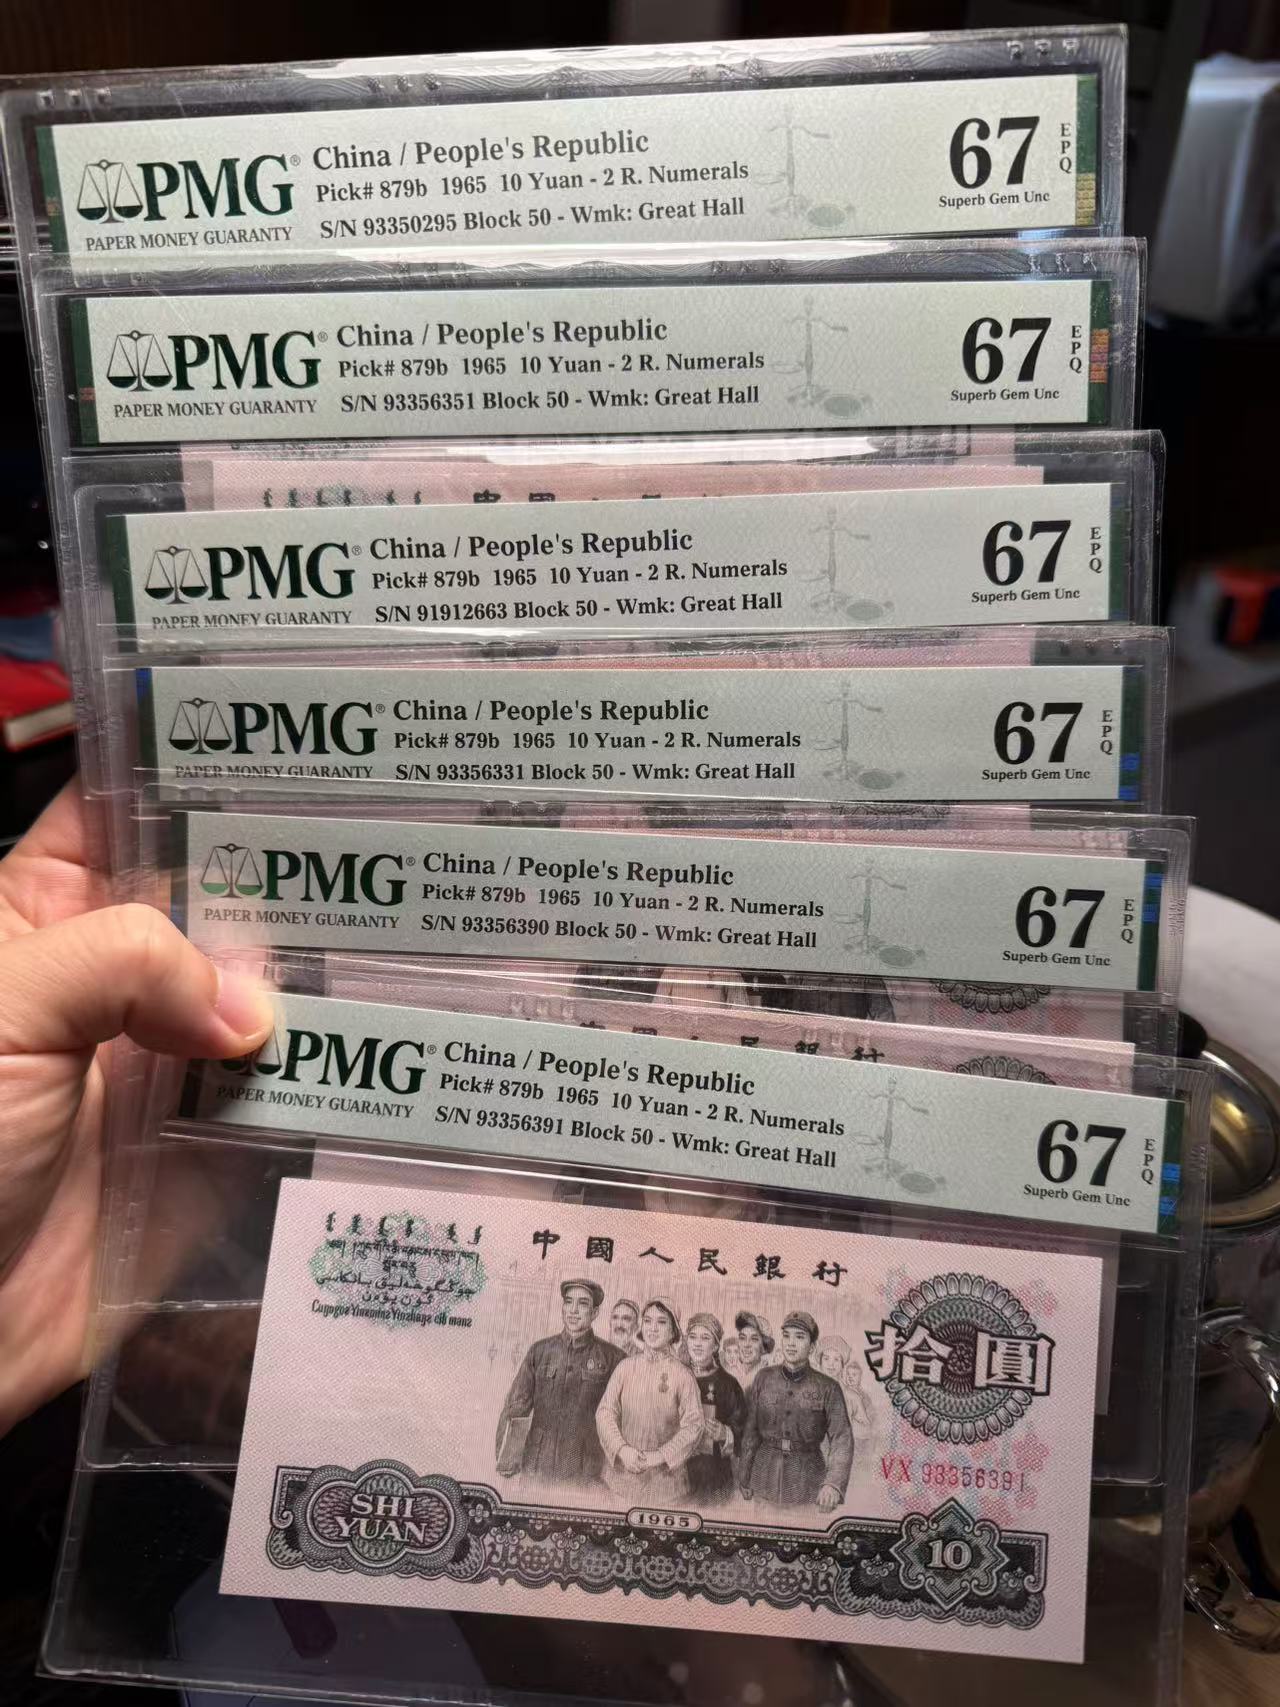 PMG®
PAPER MONEY GUARANTY
China / People's Republic
Pick# 879b 1965 10 Yuan - 2 R. Numerals
S/N 93350295 Block 50 - Wmk: Great Hall
67
EPQ
Superb Gem Unc
PMG®
PAPER MONEY GUARANTY
China / People's Republic
Pick# 879b 1965 10 Yuan - 2 R. Numerals
S/N 93356351 Block 50 - Wmk: Great Hall
67
EPQ
Superb Gem Unc
PMG®
PAPER MONEY GUARANTY
China / People's Republic
Pick# 879b 1965 10 Yuan - 2 R. Numerals
S/N 91912663 Block 50 - Wmk: Great Hall
67
EPQ
Superb Gem Unc
PMG®
PAPER MONEY GUARANTY
China / People's Republic
Pick# 879b 1965 10 Yuan - 2 R. Numerals
S/N 93356331 Block 50 - Wmk: Great Hall
67
EPQ
Superb Gem Unc
PMG®
PAPER MONEY GUARANTY
China / People's Republic
Pick# 879b 1965 10 Yuan - 2 R. Numerals
S/N 93356390 Block 50 - Wmk: Great Hall
67
EPQ
Superb Gem Unc
PMG®
PAPER MONEY GUARANTY
China / People's Republic
Pick# 879b 1965 10 Yuan - 2 R. Numerals
S/N 93356391 Block 50 - Wmk: Great Hall
67
EPQ
Superb Gem Unc
中國人民銀行
拾圓
VX 93356391
SHI
YUAN
1965
10